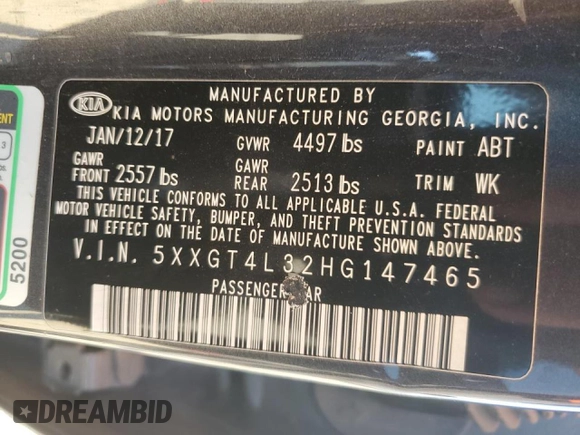 MANUFACTURED BY
KIA KIA MOTORS MANUFACTURING GEORGIA, INC.
JAN/12/17 GVWR 4497 lbs PAINT ABT
GAWR FRONT 2557 lbs GAWR REAR 2513 lbs TRIM WK
THIS VEHICLE CONFORMS TO ALL APPLICABLE U.S.A. FEDERAL
MOTOR VEHICLE SAFETY, BUMPER, AND THEFT PREVENTION STANDARDS
IN EFFECT ON THE DATE OF MANUFACTURE SHOWN ABOVE.
V.I.N. 5XXGT4L32HG147465
PASSENGER
5200
DREAMBID